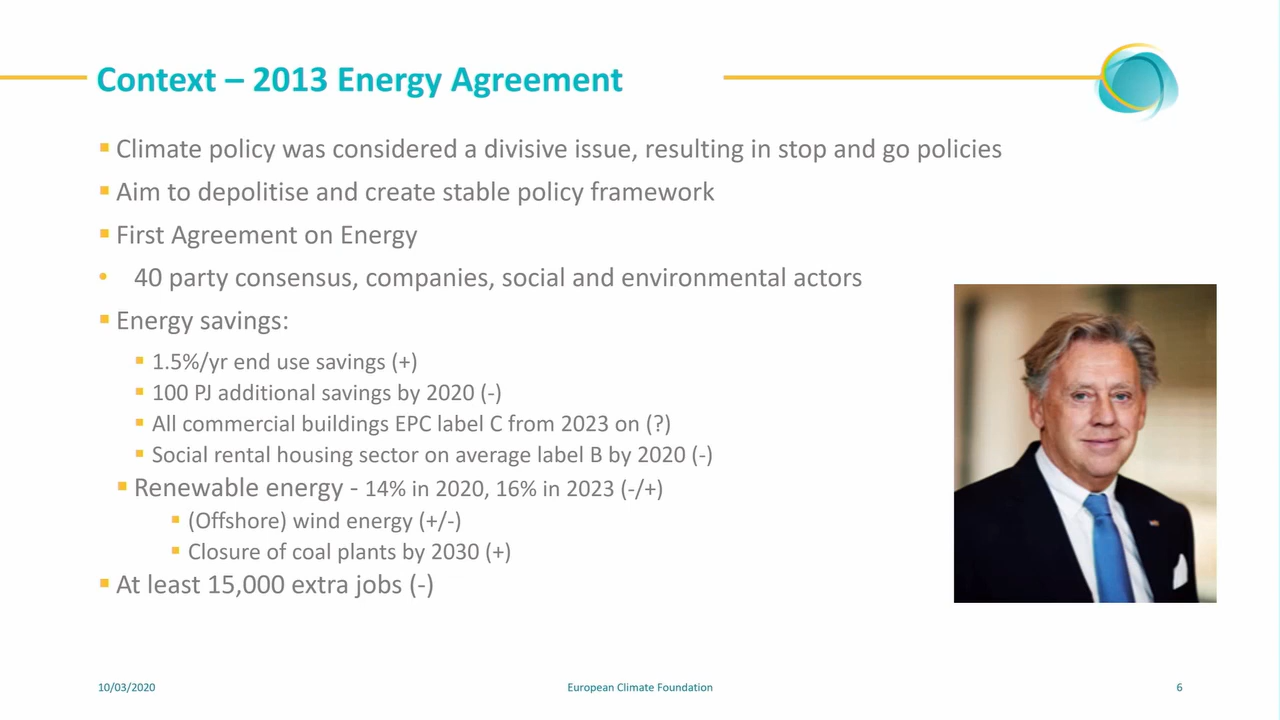 Context – 2013 Energy Agreement
▪ Climate policy was considered a divisive issue, resulting in stop and go policies
▪ Aim to depolitise and create stable policy framework
▪ First Agreement on Energy
• 40 party consensus, companies, social and environmental actors
▪ Energy savings:
▪ 1.5%/yr end use savings (+)
▪ 100 PJ additional savings by 2020 (-)
▪ All commercial buildings EPC label C from 2023 on (?)
▪ Social rental housing sector on average label B by 2020 (-)
▪ Renewable energy - 14% in 2020, 16% in 2023 (-/+)
▪ (Offshore) wind energy (+/-)
▪ Closure of coal plants by 2030 (+)
▪ At least 15,000 extra jobs (-)
10/03/2020
European Climate Foundation
6